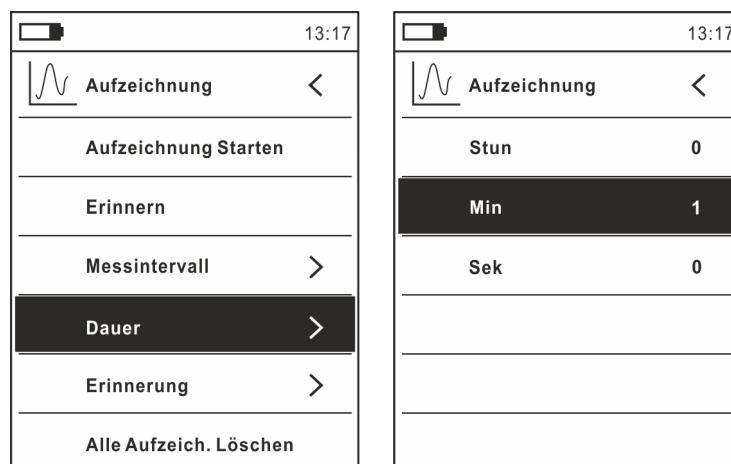 13:17
Aufzeichnung
Aufzeichnung Starten
Erinnern
Messintervall
Dauer
Erinnerung
Alle Aufzeich. Löschen
13:17
Aufzeichnung
Stun 0
Min 1
Sek 0